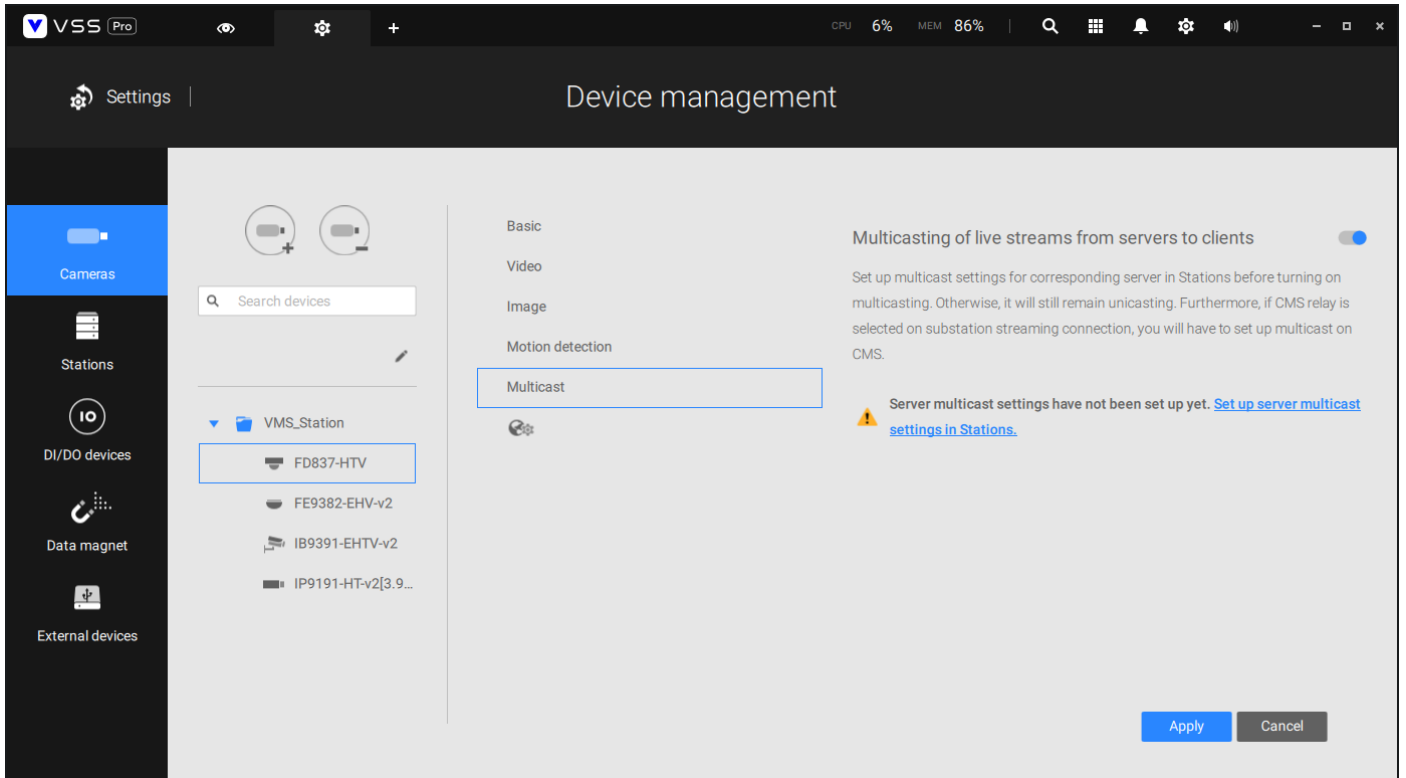 VSS Pro
CPU 6% MEM 86%
Settings
Device management
Cameras
Stations
IO
DI/DO devices
Data magnet
External devices
Search devices
VMS_Station
FD837-HTV
FE9382-EHV-v2
IB9391-EHTV-v2
IP9191-HT-v2[3.9...
Basic
Video
Image
Motion detection
Multicast
Multicasting of live streams from servers to clients
Set up multicast settings for corresponding server in Stations before turning on
multicasting. Otherwise, it will still remain unicasting. Furthermore, if CMS relay is
selected on substation streaming connection, you will have to set up multicast on
CMS.
Server multicast settings have not been set up yet. Set up server multicast
settings in Stations.
Apply Cancel